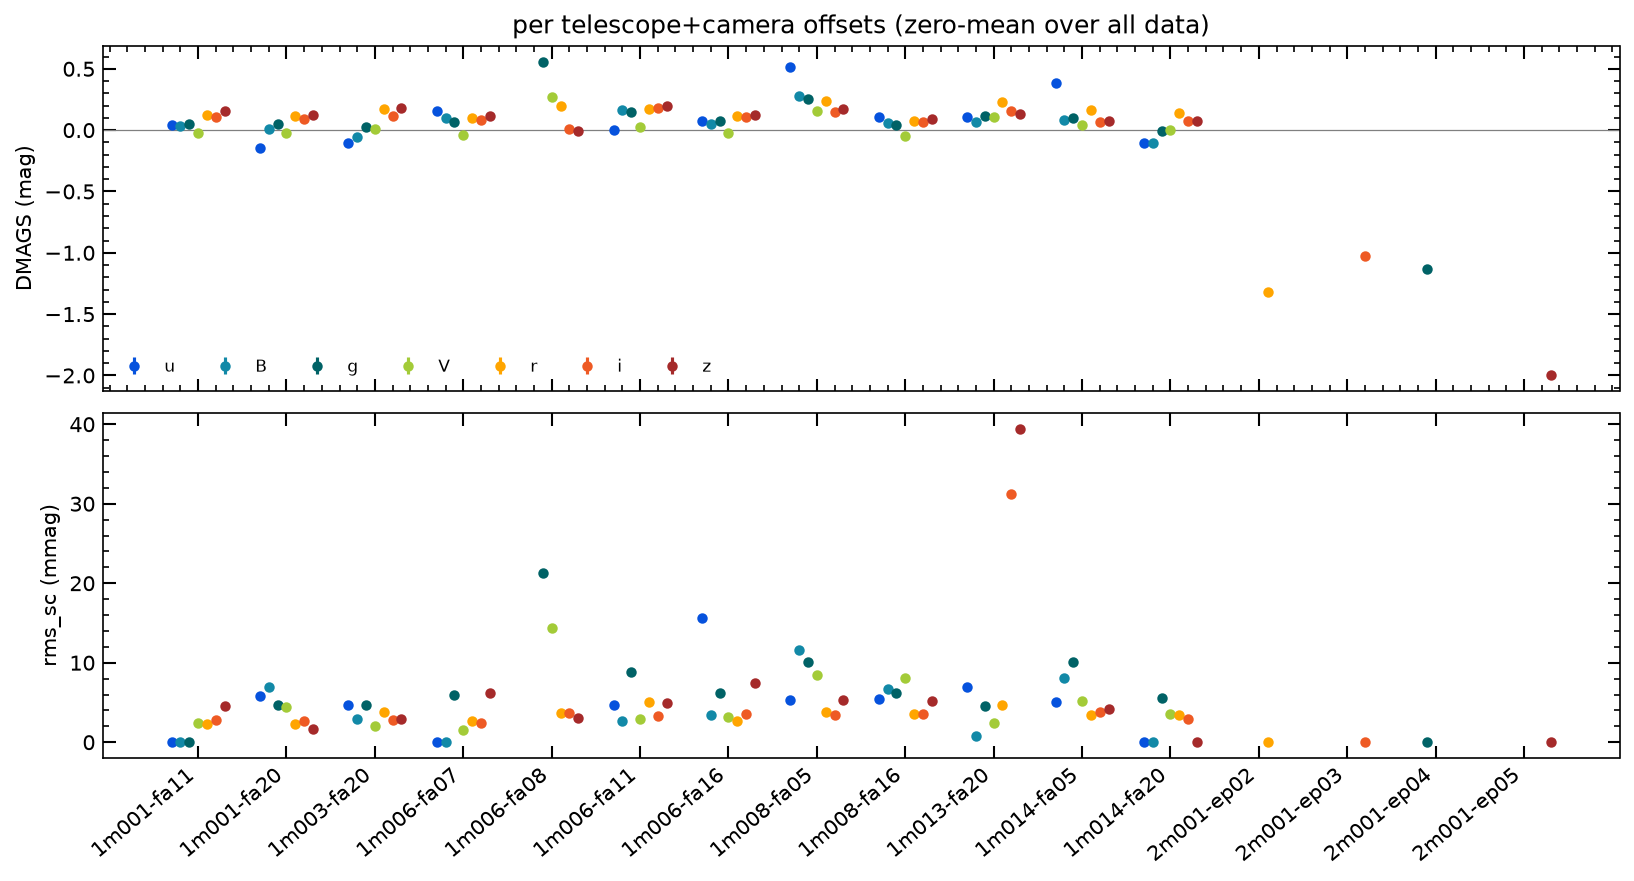 per telescope+camera offsets (zero-mean over all data)
DMAGS (mag)
0.5
0.0
−0.5
−1.0
−1.5
−2.0
u B g V r i z
rms_sc (mmag)
40
30
20
10
0
1m001-fa11
1m001-fa20
1m003-fa20
1m006-fa07
1m006-fa08
1m006-fa11
1m006-fa16
1m008-fa05
1m008-fa16
1m013-fa20
1m014-fa05
1m014-fa20
2m001-ep02
2m001-ep03
2m001-ep04
2m001-ep05